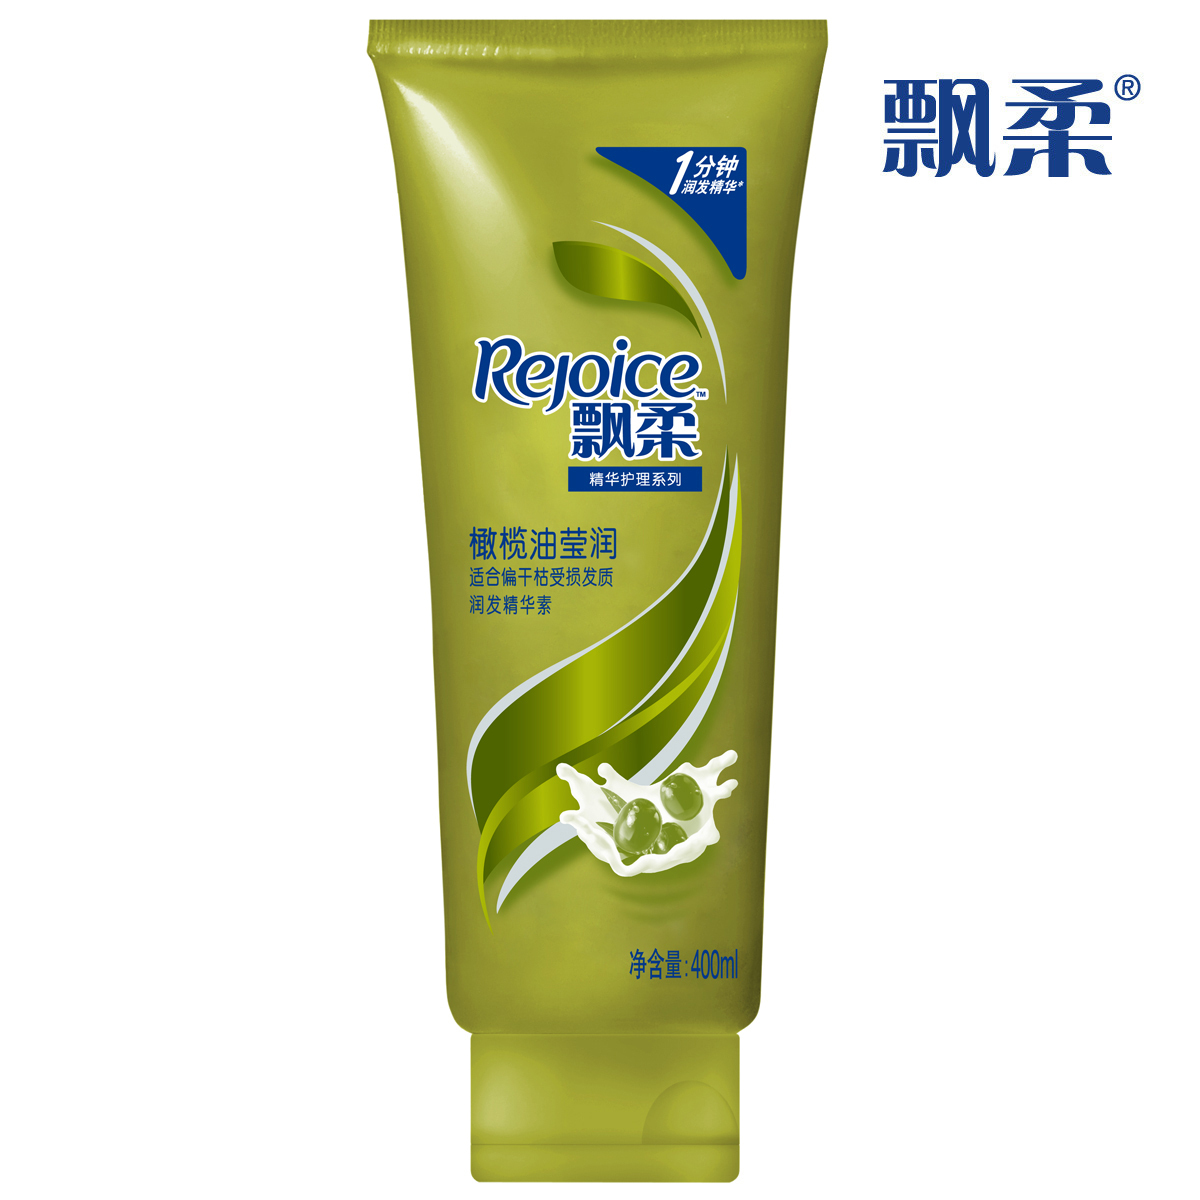 飘柔®
1分钟
润发精华*
Rejoice™
飘柔
精华护理系列
橄榄油莹润
适合偏干枯受损发质
润发精华素
净含量:400ml